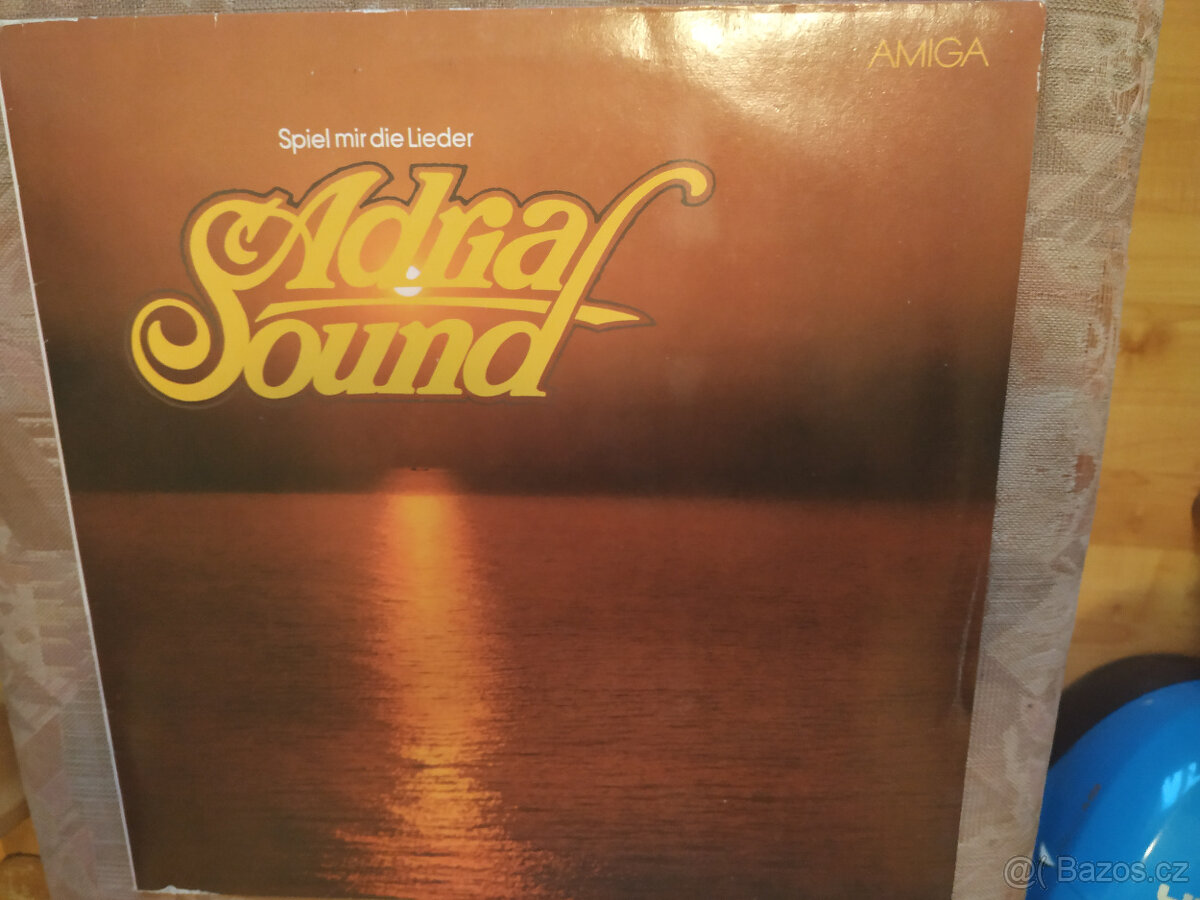 AMIGA
Spiel mir die Lieder
Adria
Sound
@( Bazos.cz